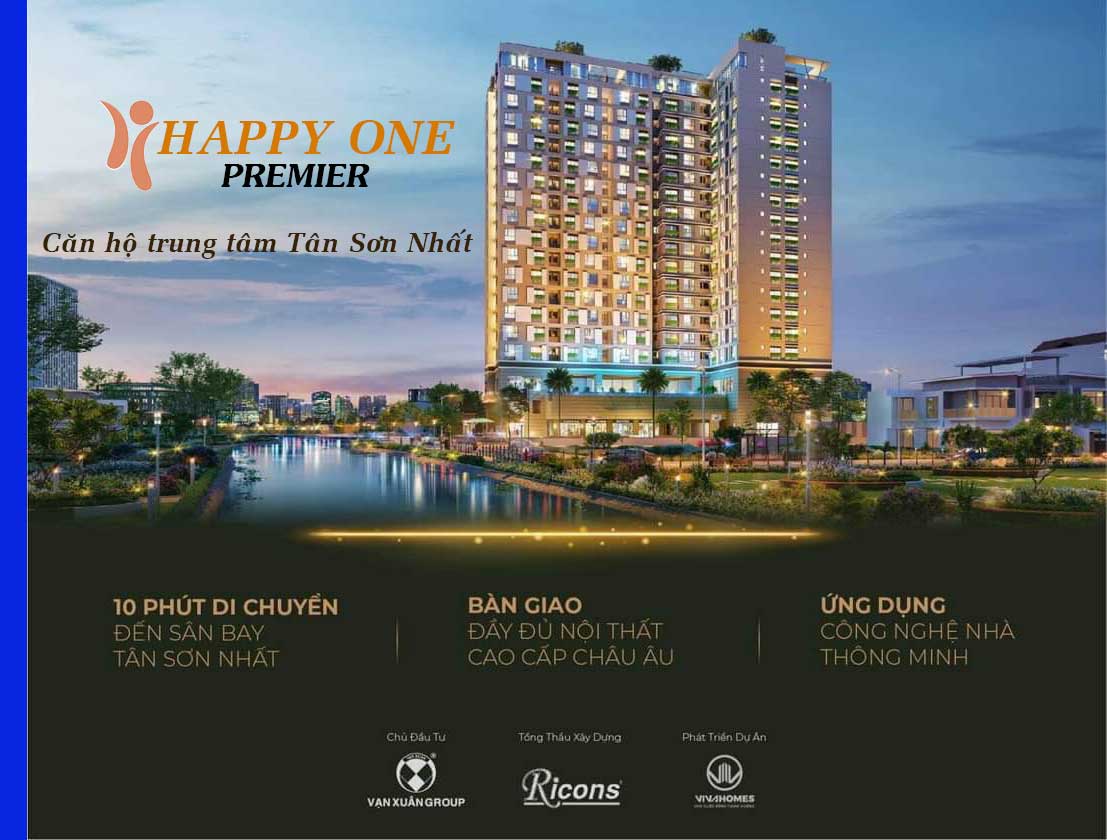 HAPPY ONE
PREMIER
Căn hộ trung tâm Tân Sơn Nhất
10 PHÚT DI CHUYỂN
ĐẾN SÂN BAY
TÂN SƠN NHẤT
BÀN GIAO
ĐẦY ĐỦ NỘI THẤT
CAO CẤP CHÂU ÂU
ỨNG DỤNG
CÔNG NGHỆ NHÀ
THÔNG MINH
Chủ Đầu Tư
VẠN XUÂN GROUP
Tổng Thầu Xây Dựng
Ricons
Phát Triển Dự Án
VIVAHOMES